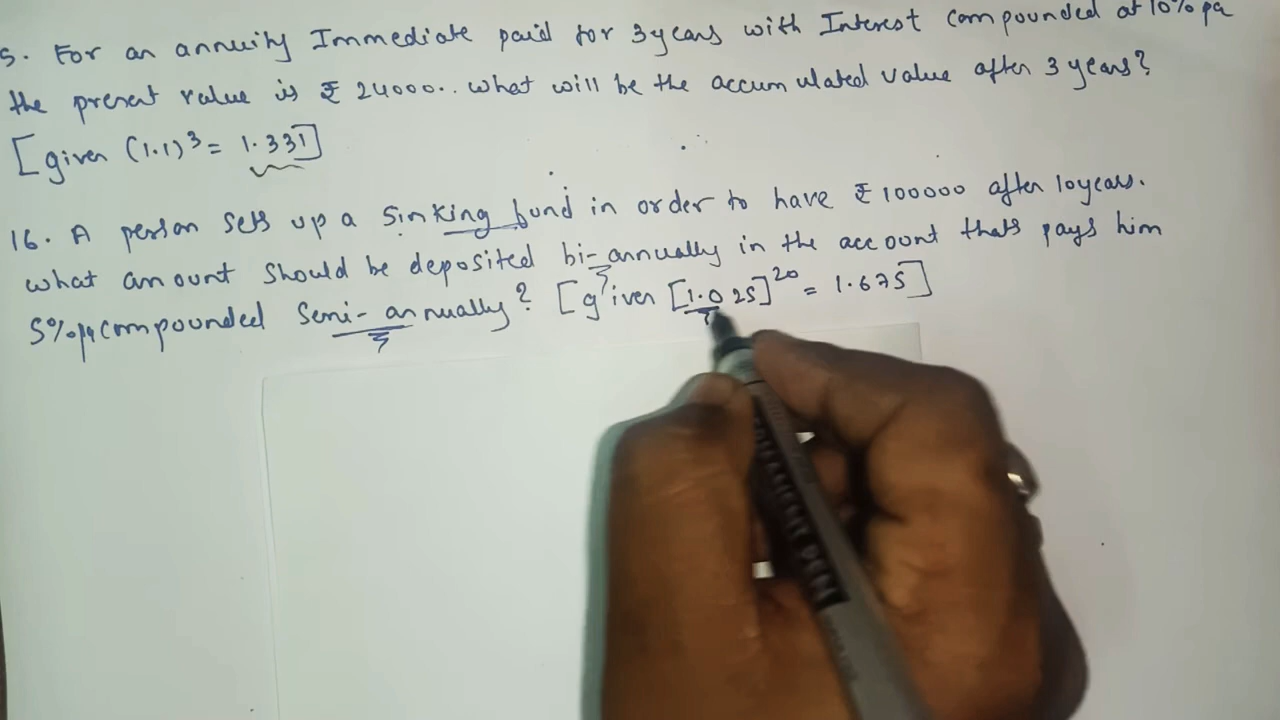 5. For an annuity Immediate paid for 3 years with Interest compounded at 10% pa
the present value is ₹ 24000.. what will be the accumulated value after 3 years?
[given (1.1)³ = 1.331]
16. A person sets up a sinking fund in order to have ₹ 100000 after 10 years.
what amount should be deposited bi-annually in the account thats pays him
5% pa compounded semi-annually? [given [1.025]²⁰ = 1.675]